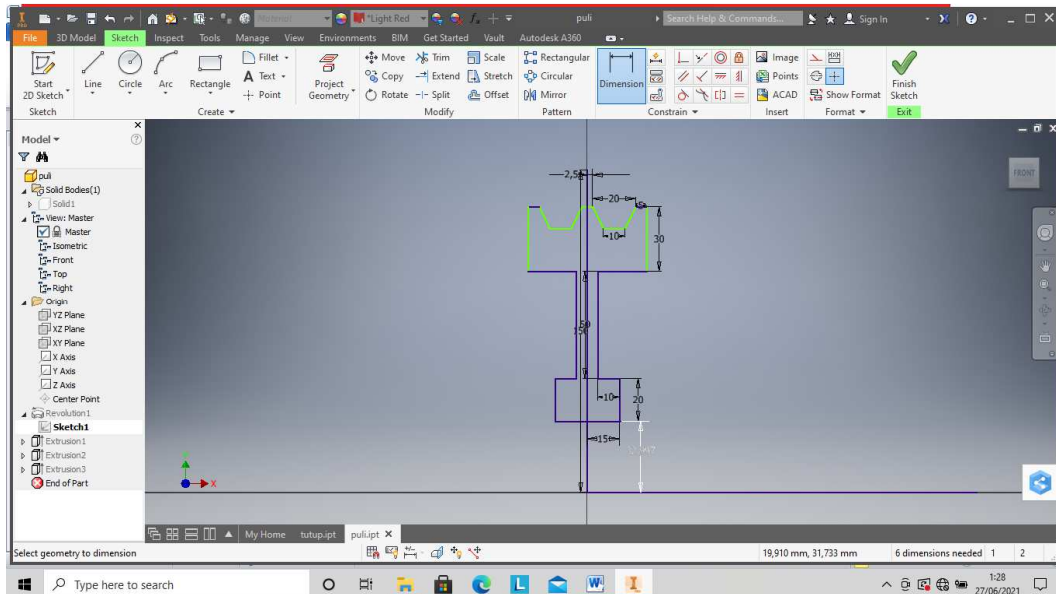 PRO
Material
*Light Red
puli
Search Help & Commands...
Sign In
File 3D Model Sketch Inspect Tools Manage View Environments BIM Get Started Vault Autodesk A360
Start
2D Sketch
Line
Circle
Arc
Rectangle
Fillet
Text
Point
Project
Geometry
Move
Trim
Scale
Copy
Extend
Stretch
Rotate
Split
Offset
Rectangular
Circular
Mirror
Dimension
Image
Points
ACAD
Show Format
Finish
Sketch
Sketch Create Modify Pattern Constrain Insert Format Exit
Model
puli
Solid Bodies(1)
Solid1
View: Master
Master
Isometric
Front
Top
Right
Origin
YZ Plane
XZ Plane
XY Plane
X Axis
Y Axis
Z Axis
Center Point
Revolution1
Sketch1
Extrusion1
Extrusion2
Extrusion3
End of Part
FRONT
2,5
20
5
10
30
50
150
10
20
15
Y
X
My Home tutup.ipt puli.ipt
Select geometry to dimension
19,910 mm, 31,733 mm
6 dimensions needed 1 2
Type here to search
1:28
27/06/2021